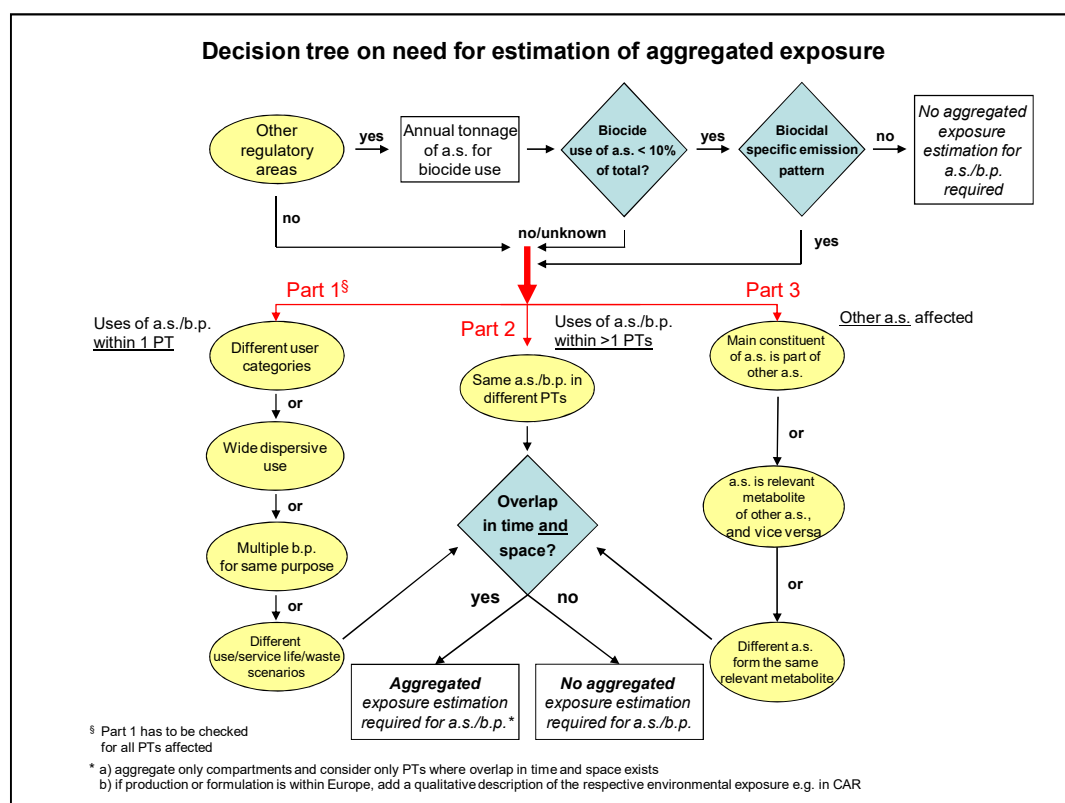 Decision tree on need for estimation of aggregated exposure
Other
regulatory
areas
yes
Annual tonnage
of a.s. for
biocide use
Biocide
use of a.s. < 10%
of total?
yes
Biocidal
specific emission
pattern
no
No aggregated
exposure
estimation for
a.s./b.p.
required
no
no/unknown
yes
Part 1§
Part 2
Part 3
Uses of a.s./b.p.
within 1 PT
Uses of a.s./b.p.
within >1 PTs
Other a.s. affected
Different user
categories
or
Wide dispersive
use
or
Multiple b.p.
for same purpose
or
Different
use/service life/waste
scenarios
Same a.s./b.p. in
different PTs
Overlap
in time and
space?
yes
no
Main constituent
of a.s. is part of
other a.s.
or
a.s. is relevant
metabolite
of other a.s.,
and vice versa
or
Different a.s.
form the same
relevant metabolite
Aggregated
exposure estimation
required for a.s./b.p.*
No aggregated
exposure estimation
required for a.s./b.p.
§ Part 1 has to be checked
for all PTs affected
* a) aggregate only compartments and consider only PTs where overlap in time and space exists
b) if production or formulation is within Europe, add a qualitative description of the respective environmental exposure e.g. in CAR